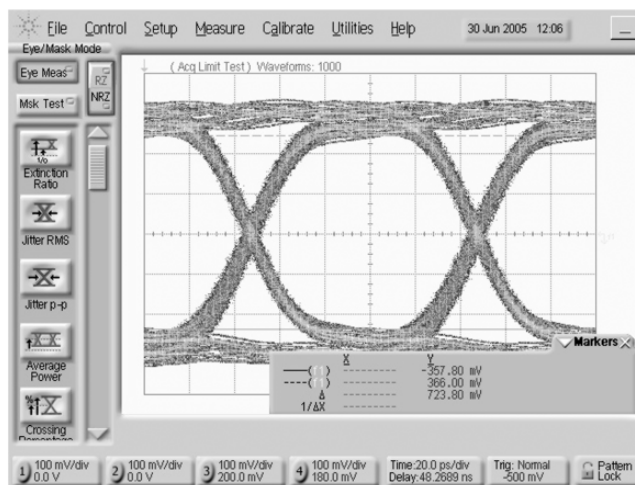 File Control Setup Measure Calibrate Utilities Help 30 Jun 2005 12:06
Eye/Mask Mode
Eye Meas
Msk Test
RZ
NRZ
( Acq Limit Test ) Waveforms: 1000
Extinction
Ratio
Jitter RMS
Jitter p-p
Average
Power
Crossing
Percentage
Markers
X Y
(1) -357.80 mV
(1) 366.00 mV
Δ 723.80 mV
1/ΔX
1 100 mV/div 0.0 V
2 100 mV/div 0.0 V
3 100 mV/div 200.0 mV
4 100 mV/div 180.0 mV
Time:20.0 ps/div Delay:48.2689 ns
Trig: Normal -500 mV
Pattern Lock